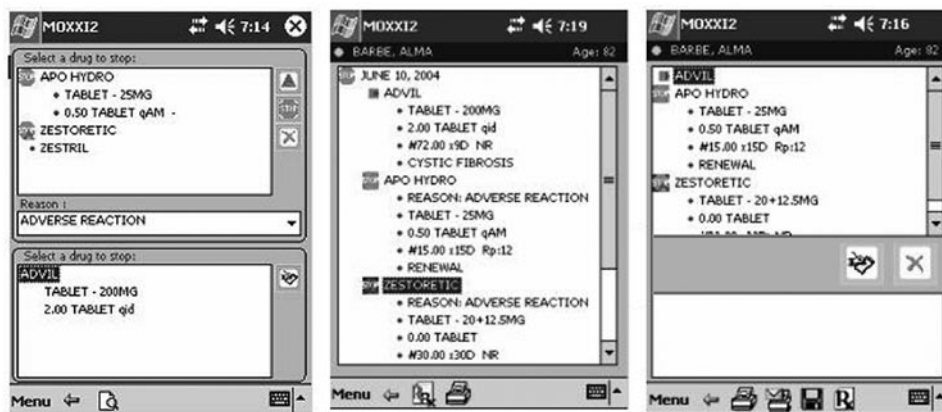 MOXXI2 7:14
Select a drug to stop:
APO HYDRO
TABLET - 25MG
0.50 TABLET qAM -
ZESTORETIC
ZESTRIL
STOP
Reason :
ADVERSE REACTION
Select a drug to stop:
ADVIL
TABLET - 200MG
2.00 TABLET qid
Menu
MOXXI2 7:19
BARBE, ALMA Age: 82
JUNE 10, 2004
ADVIL
TABLET - 200MG
2.00 TABLET qid
#72.00 x9D NR
CYSTIC FIBROSIS
STOP APO HYDRO
REASON: ADVERSE REACTION
TABLET - 25MG
0.50 TABLET qAM
#15.00 x15D Rp:12
RENEWAL
STOP ZESTORETIC
REASON: ADVERSE REACTION
TABLET - 20+12.5MG
0.00 TABLET
#30.00 x30D NR
Menu
MOXXI2 7:16
BARBE, ALMA Age: 82
ADVIL
APO HYDRO
TABLET - 25MG
0.50 TABLET qAM
#15.00 x15D Rp:12
RENEWAL
ZESTORETIC
TABLET - 20+12.5MG
0.00 TABLET
Menu